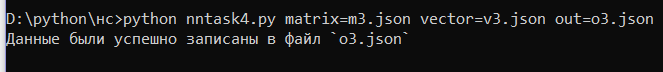 D:\python\нс>python nntask4.py matrix=m3.json vector=v3.json out=o3.json
Данные были успешно записаны в файл `o3.json`